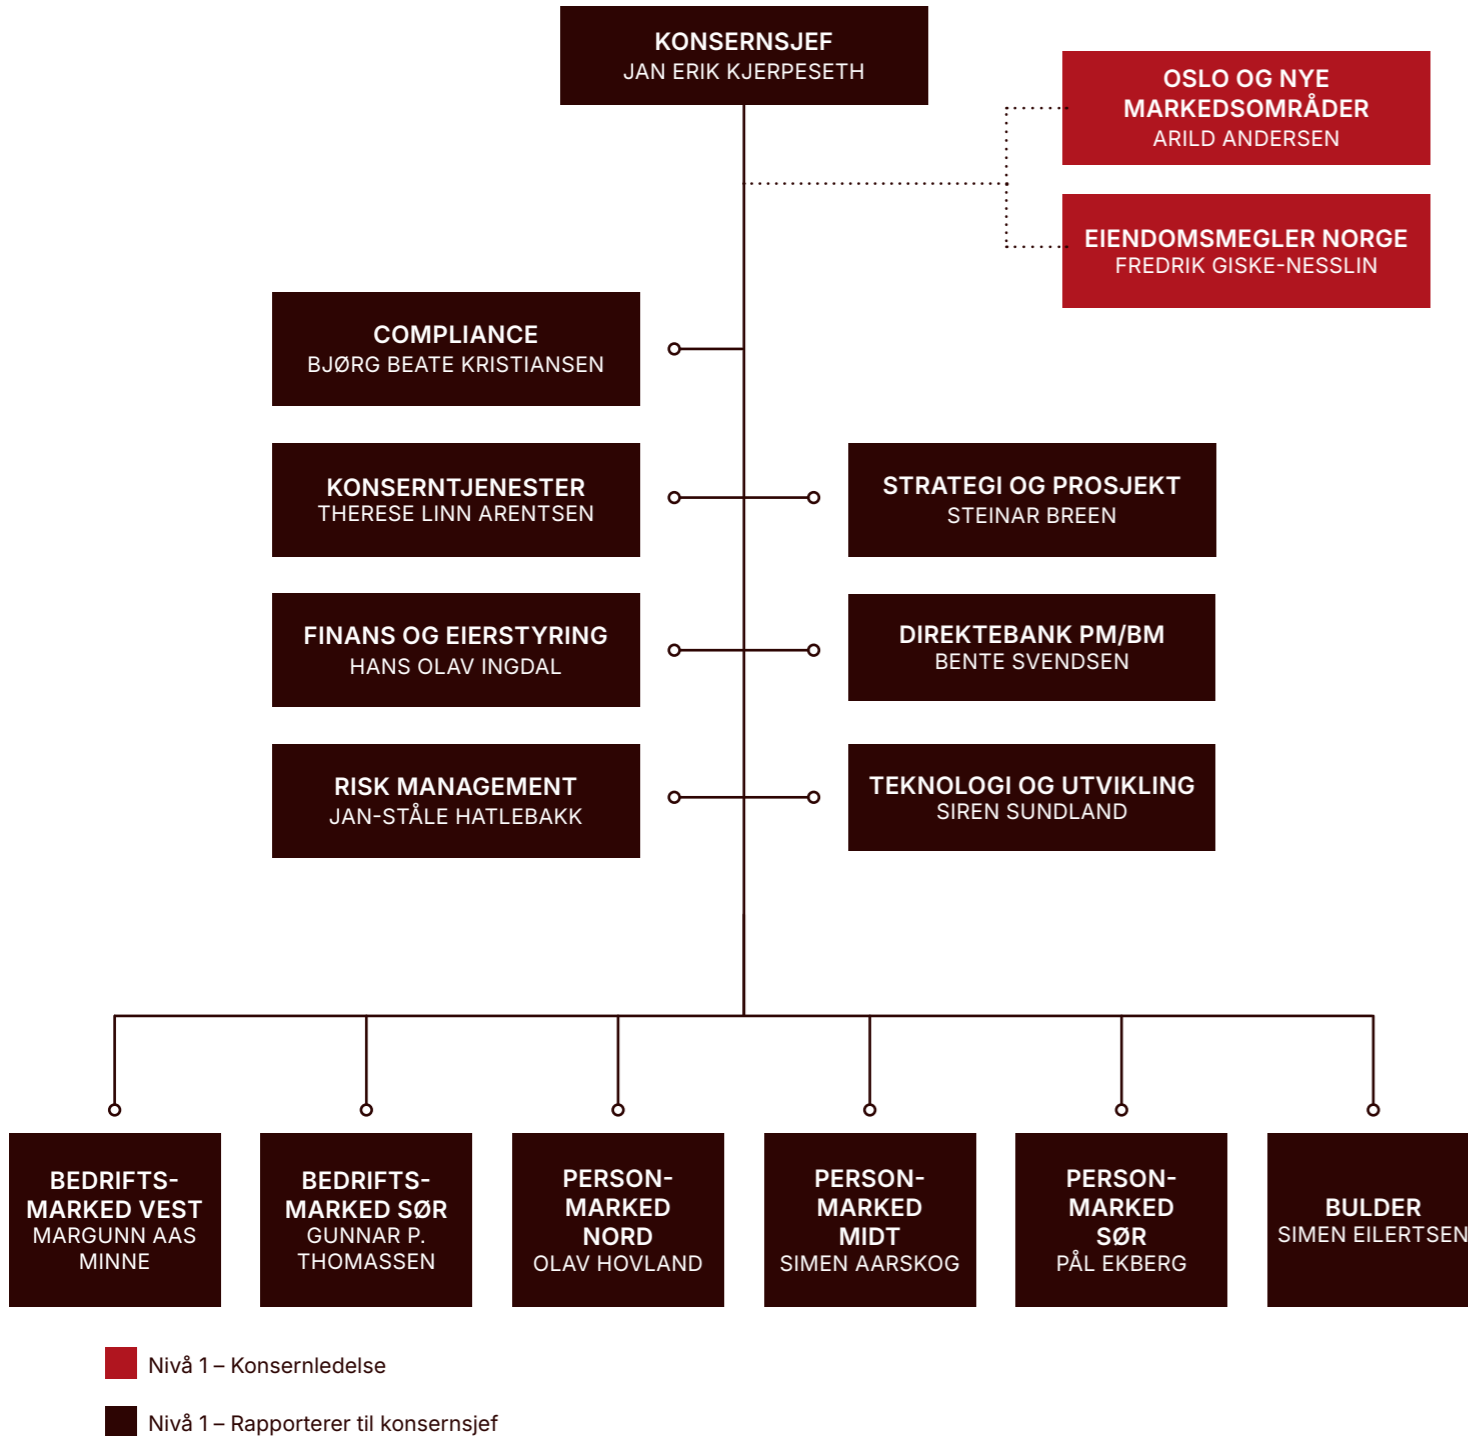 KONSERNSJEF
JAN ERIK KJERPESETH
OSLO OG NYE
MARKEDSOMRÅDER
ARILD ANDERSEN
EIENDOMSMEGLER NORGE
FREDRIK GISKE-NESSLIN
COMPLIANCE
BJØRG BEATE KRISTIANSEN
KONSERNTJENESTER
THERESE LINN ARENTSEN
STRATEGI OG PROSJEKT
STEINAR BREEN
FINANS OG EIERSTYRING
HANS OLAV INGDAL
DIREKTEBANK PM/BM
BENTE SVENDSEN
RISK MANAGEMENT
JAN-STÅLE HATLEBAKK
TEKNOLOGI OG UTVIKLING
SIREN SUNDLAND
BEDRIFTS-
MARKED VEST
MARGUNN AAS
MINNE
BEDRIFTS-
MARKED SØR
GUNNAR P.
THOMASSEN
PERSON-
MARKED
NORD
OLAV HOVLAND
PERSON-
MARKED
MIDT
SIMEN AARSKOG
PERSON-
MARKED
SØR
PÅL EKBERG
BULDER
SIMEN EILERTSEN
Nivå 1 – Konsernledelse
Nivå 1 – Rapporterer til konsernsjef